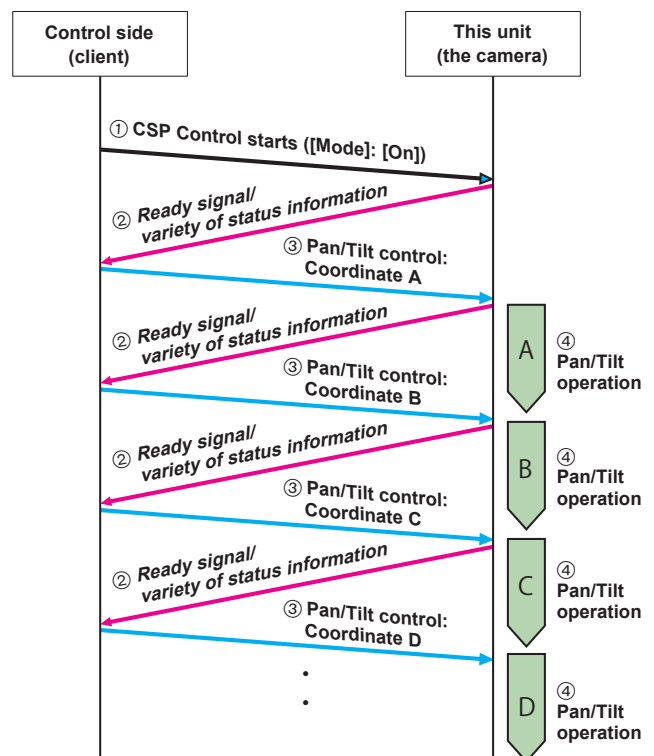 Control side
(client)
This unit
(the camera)
① CSP Control starts ([Mode]: [On])
② Ready signal/
variety of status information
③ Pan/Tilt control:
Coordinate A
② Ready signal/
variety of status information
A
④
Pan/Tilt
operation
③ Pan/Tilt control:
Coordinate B
② Ready signal/
variety of status information
B
④
Pan/Tilt
operation
③ Pan/Tilt control:
Coordinate C
② Ready signal/
variety of status information
C
④
Pan/Tilt
operation
③ Pan/Tilt control:
Coordinate D
D
④
Pan/Tilt
operation